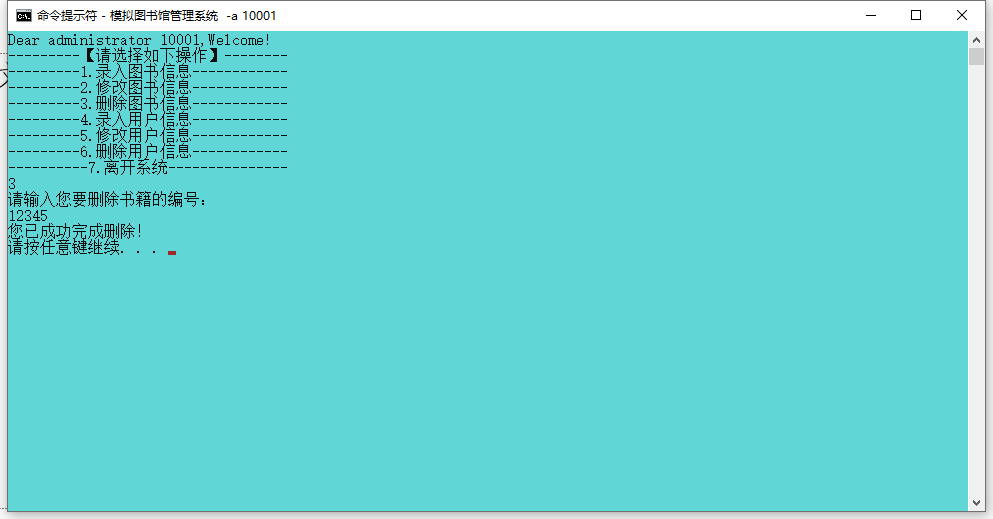 命令提示符 - 模拟图书馆管理系统 -a 10001
Dear administrator 10001,Welcome!
---------【请选择如下操作】--------
---------1.录入图书信息------------
---------2.修改图书信息------------
---------3.删除图书信息------------
---------4.录入用户信息------------
---------5.修改用户信息------------
---------6.删除用户信息------------
----------7.离开系统---------------
3
请输入您要删除书籍的编号：
12345
您已成功完成删除!
请按任意键继续. . .